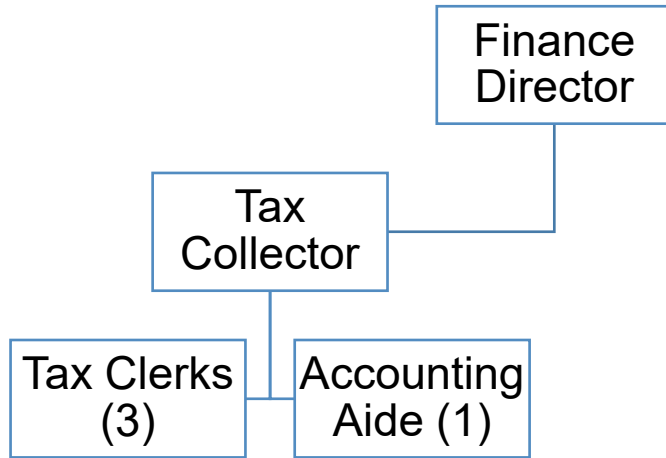 Finance
Director
Tax
Collector
Tax Clerks
(3)
Accounting
Aide (1)